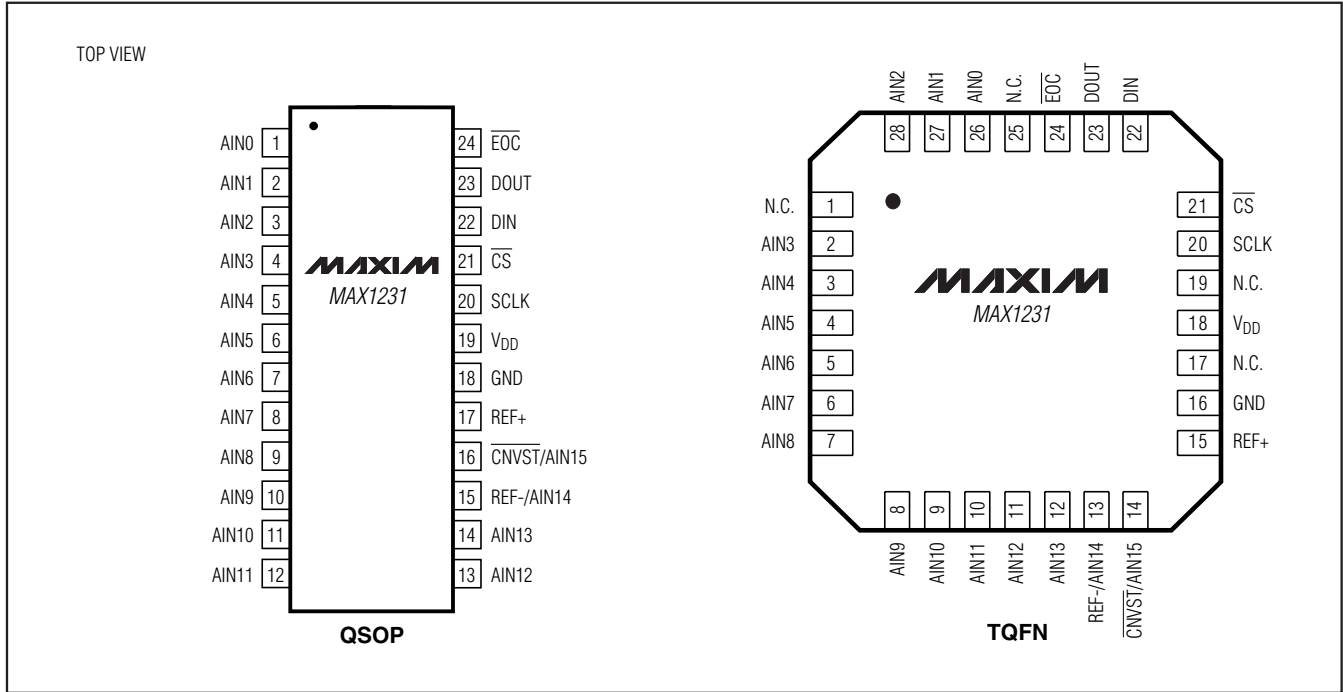 TOP VIEW
AIN0 1
AIN1 2
AIN2 3
AIN3 4
AIN4 5
AIN5 6
AIN6 7
AIN7 8
AIN8 9
AIN9 10
AIN10 11
AIN11 12
MAXIM
MAX1231
24 EOC
23 DOUT
22 DIN
21 CS
20 SCLK
19 VDD
18 GND
17 REF+
16 CNVST/AIN15
15 REF-/AIN14
14 AIN13
13 AIN12
QSOP
AIN2 AIN1 AIN0 N.C. EOC DOUT DIN
28 27 26 25 24 23 22
N.C. 1
AIN3 2
AIN4 3
AIN5 4
AIN6 5
AIN7 6
AIN8 7
MAXIM
MAX1231
21 CS
20 SCLK
19 N.C.
18 VDD
17 N.C.
16 GND
15 REF+
8 9 10 11 12 13 14
AIN9 AIN10 AIN11 AIN12 AIN13 REF-/AIN14 CNVST/AIN15
TQFN